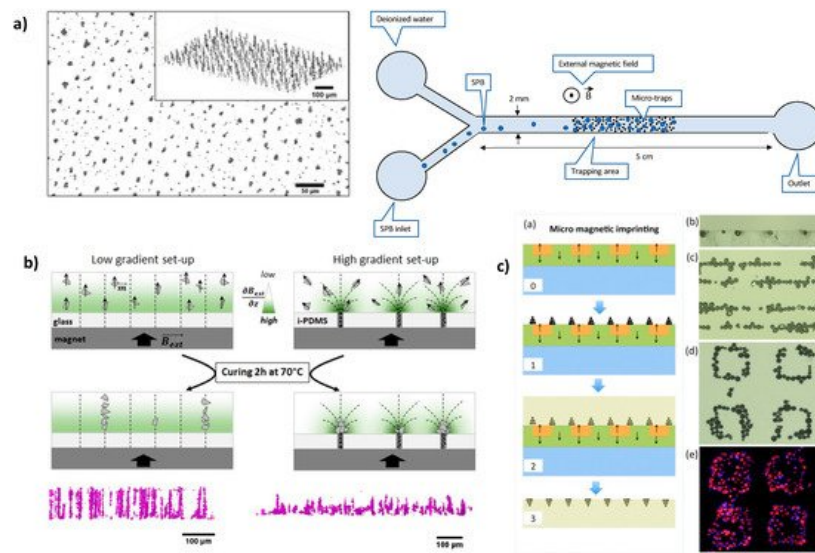 a)
100 µm
50 µm
Deionized water
SPB
External magnetic field
B
2 mm
Micro-traps
5 cm
Trapping area
Outlet
SPB inlet
b)
Low gradient set-up
High gradient set-up
m
low
∂B_ext
∂z
high
glass
i-PDMS
magnet
B_ext
Curing 2h at 70°C
100 µm
100 µm
c)
(a)
Micro magnetic imprinting
0
1
2
3
(b)
(c)
(d)
(e)